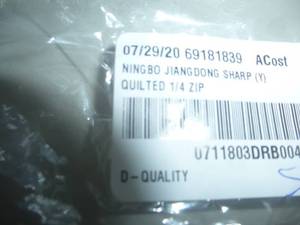 07/29/20 69181839 ACost
NINGBO JIANGDONG SHARP (Y)
QUILTED 1/4 ZIP
0711803DRB004
D-QUALITY